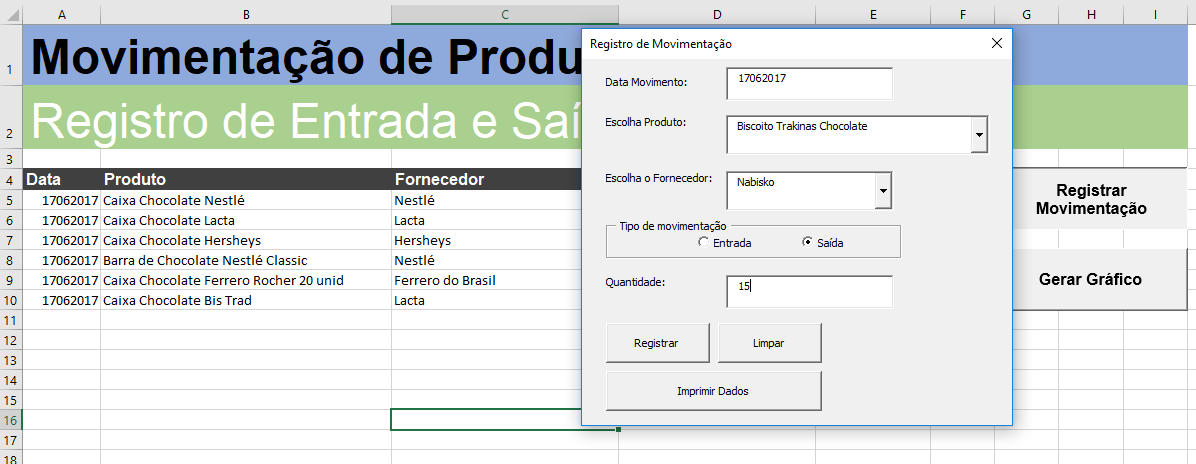 A B C D E F G H I
1 Movimentação de Produ
2 Registro de Entrada e Saí
3
4 Data Produto Fornecedor
5 17062017 Caixa Chocolate Nestlé Nestlé
6 17062017 Caixa Chocolate Lacta Lacta
7 17062017 Caixa Chocolate Hersheys Hersheys
8 17062017 Barra de Chocolate Nestlé Classic Nestlé
9 17062017 Caixa Chocolate Ferrero Rocher 20 unid Ferrero do Brasil
10 17062017 Caixa Chocolate Bis Trad Lacta
11
12
13
14
15
16
17
18
Registro de Movimentação
Data Movimento: 17062017
Escolha Produto: Biscoito Trakinas Chocolate
Escolha o Fornecedor: Nabisko
Tipo de movimentação
Entrada Saída
Quantidade: 15
Registrar Limpar
Imprimir Dados
Registrar
Movimentação
Gerar Gráfico